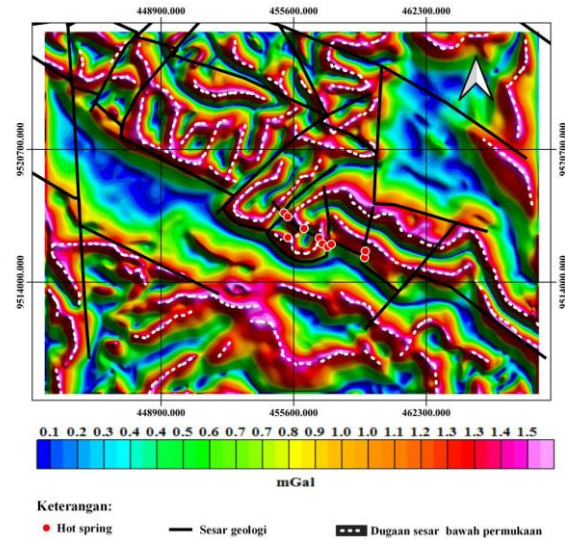 448900.000 455600.000 462300.000
9520700.000 9520700.000
9514000.000 9514000.000
448900.000 455600.000 462300.000
0.1 0.2 0.3 0.4 0.4 0.5 0.5 0.6 0.7 0.7 0.8 0.9 1.0 1.0 1.2 1.2 1.3 1.3 1.4 1.5
mGal
Keterangan:
Hot spring Sesar geologi Dugaan sesar bawah permukaan